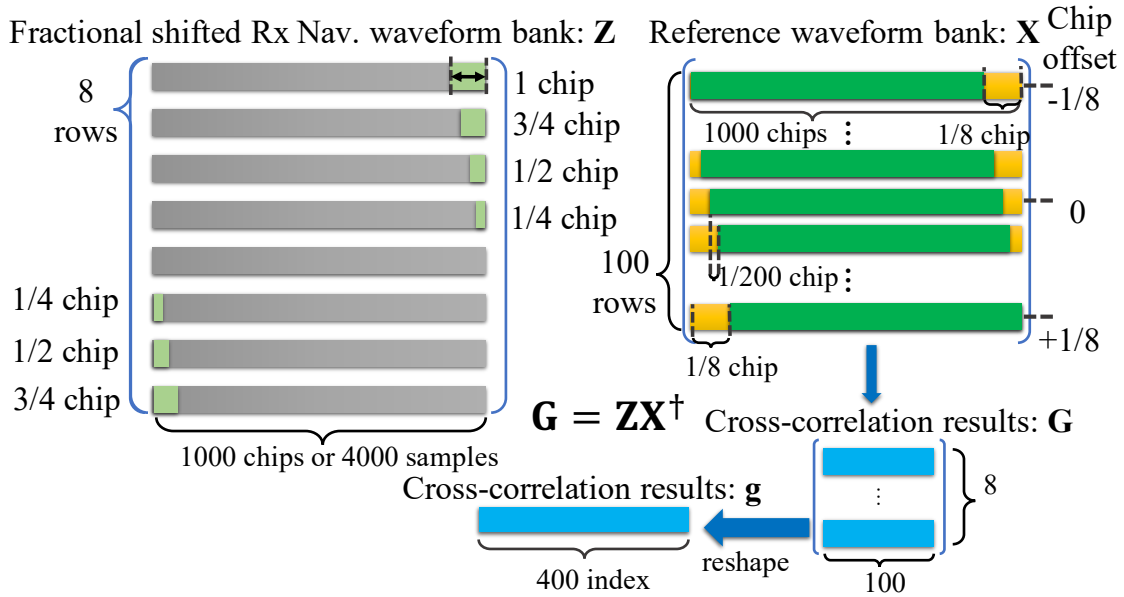 Fractional shifted Rx Nav. waveform bank: Z
8
rows
1 chip
3/4 chip
1/2 chip
1/4 chip
1/4 chip
1/2 chip
3/4 chip
1000 chips or 4000 samples
Reference waveform bank: X
Chip
offset
-1/8
1000 chips
⋮
1/8 chip
0
100
rows
1/200 chip
⋮
+1/8
1/8 chip
G = ZX†
Cross-correlation results: G
⋮
8
100
Cross-correlation results: g
reshape
400 index